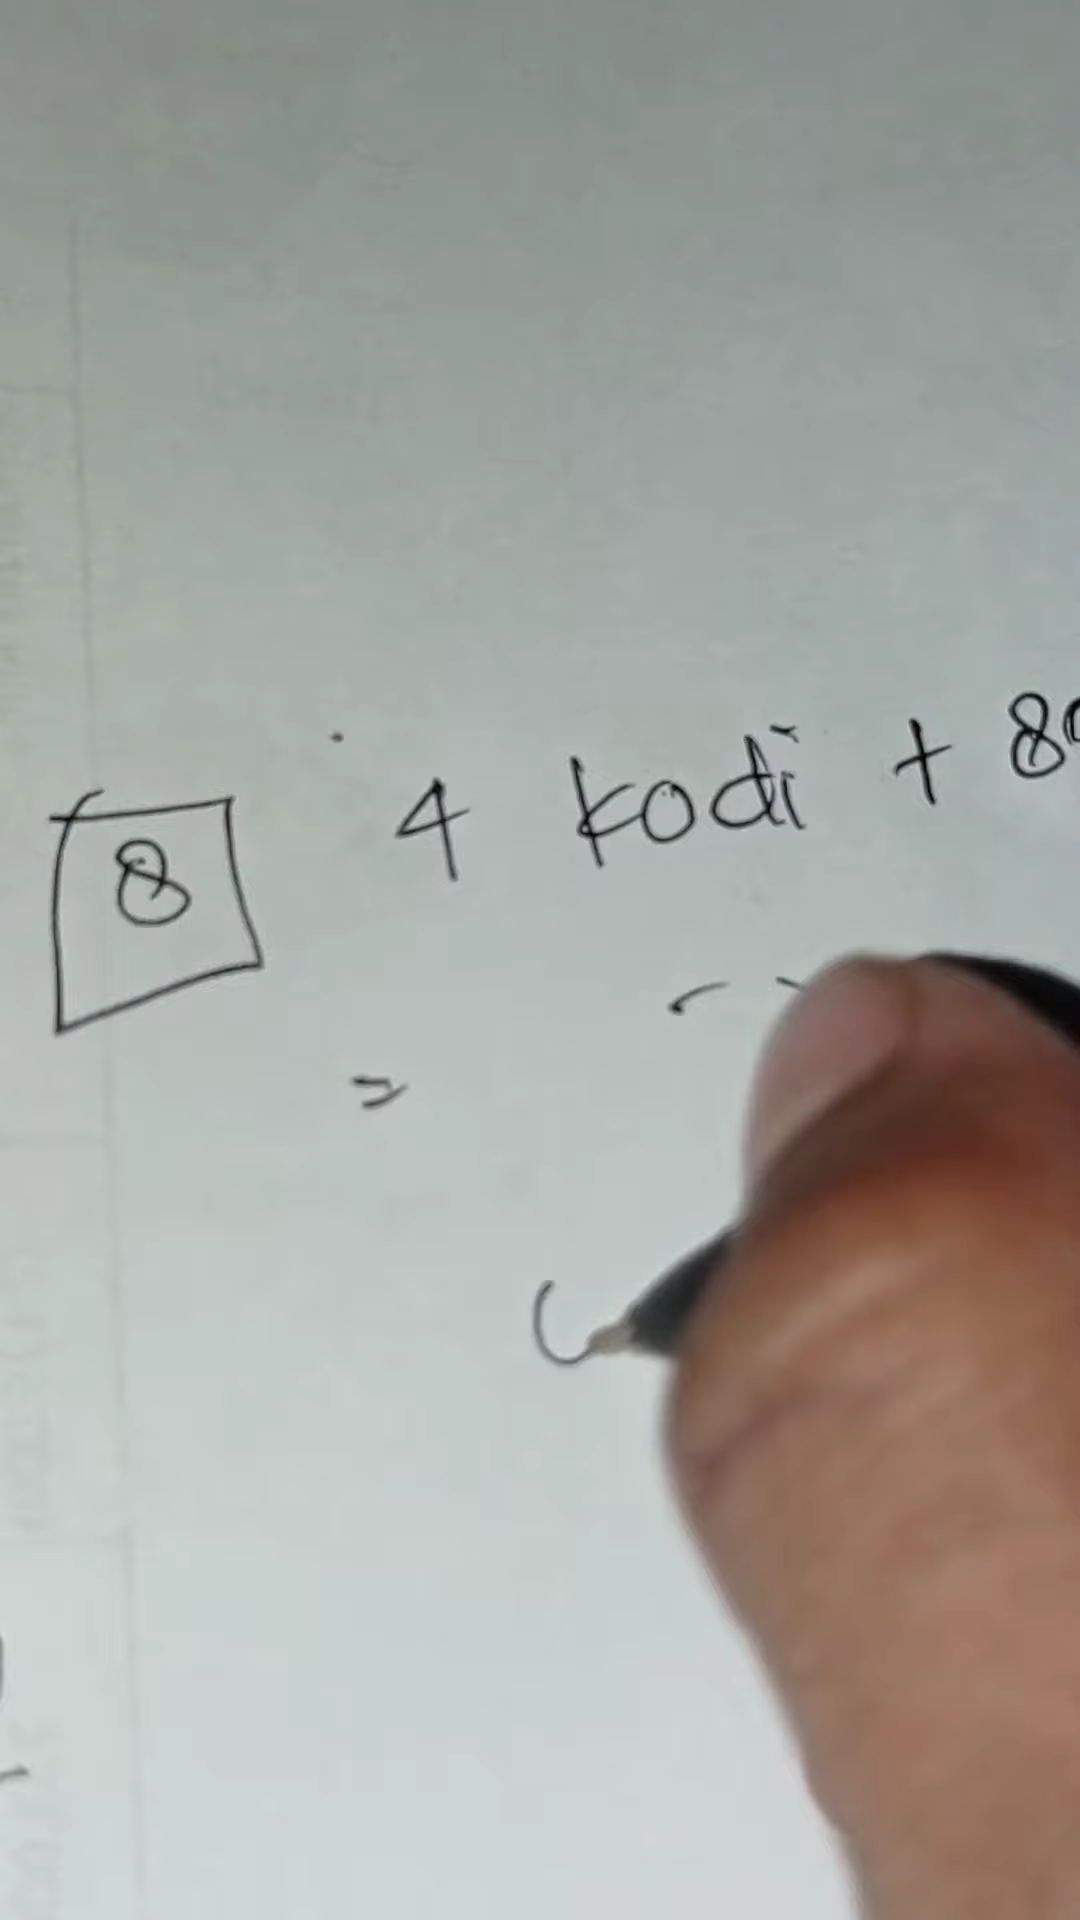 8 4 kodi + 8
=